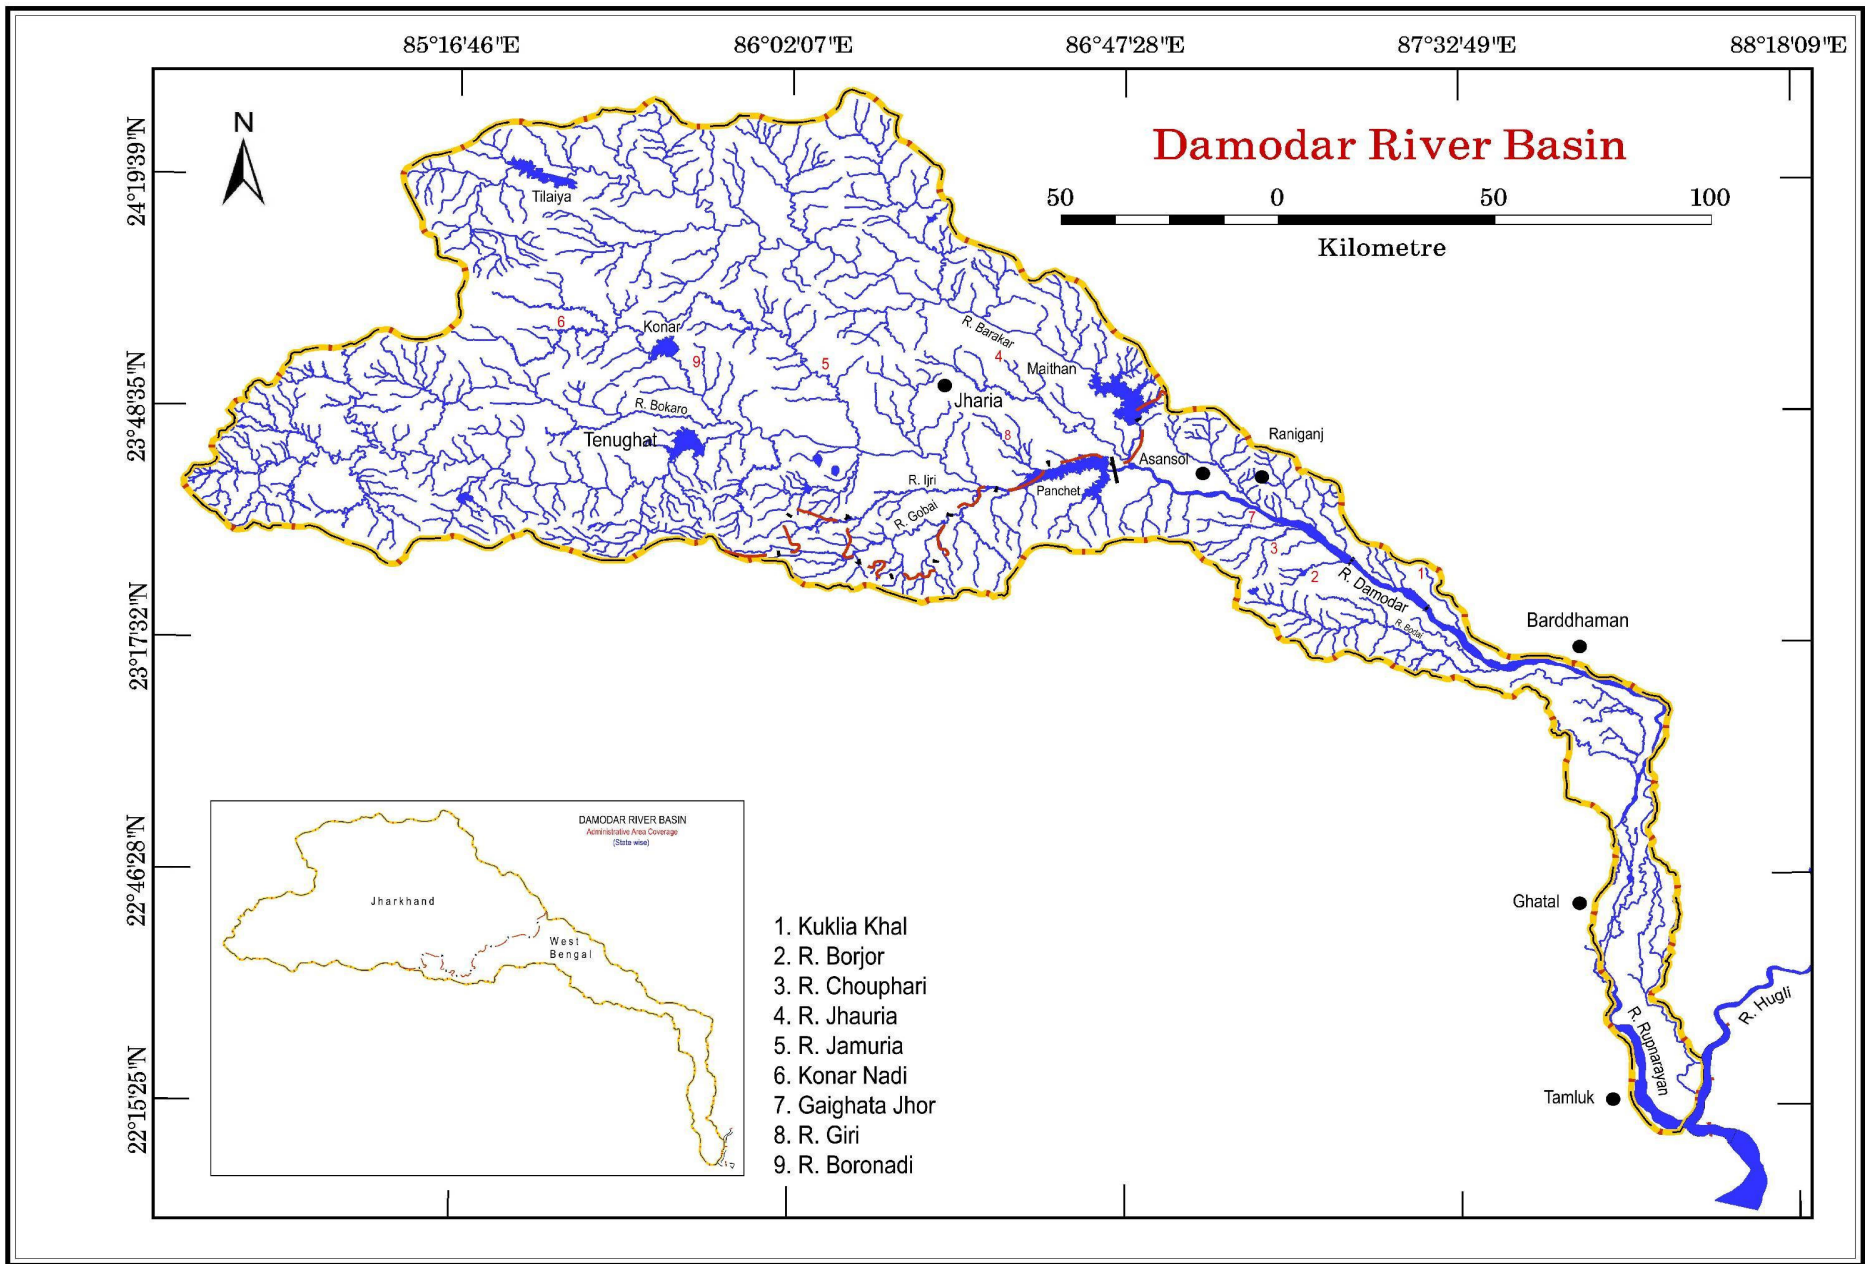 85°16'46"E
86°02'07"E
86°47'28"E
87°32'49"E
88°18'09"E
24°19'39"N
23°48'35"N
23°17'32"N
22°46'28"N
22°15'25"N
N
Damodar River Basin
50 0 50 100
Kilometre
Tilaiya
6
Konar
9
5
R. Barakar
4
Maithan
Jharia
R. Bokaro
Tenughat
8
Raniganj
Asansol
R. Ijri
Panchet
R. Gobai
7
3
2
1
R. Damodar
R. Bodai
Barddhaman
Ghatal
R. Hugli
R. Rupnarayan
Tamluk
DAMODAR RIVER BASIN
Administrative Area Coverage
(State wise)
Jharkhand
West
Bengal
1. Kuklia Khal
2. R. Borjor
3. R. Chouphari
4. R. Jhauria
5. R. Jamuria
6. Konar Nadi
7. Gaighata Jhor
8. R. Giri
9. R. Boronadi